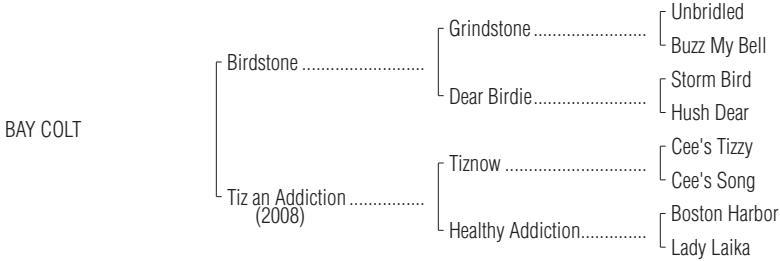 Unbridled
Grindstone ........................
Buzz My Bell
Birdstone ..........................
Storm Bird
Dear Birdie........................
Hush Dear
BAY COLT
Cee's Tizzy
Tiznow ..............................
Cee's Song
Tiz an Addiction ................
(2008)
Boston Harbor
Healthy Addiction..............
Lady Laika